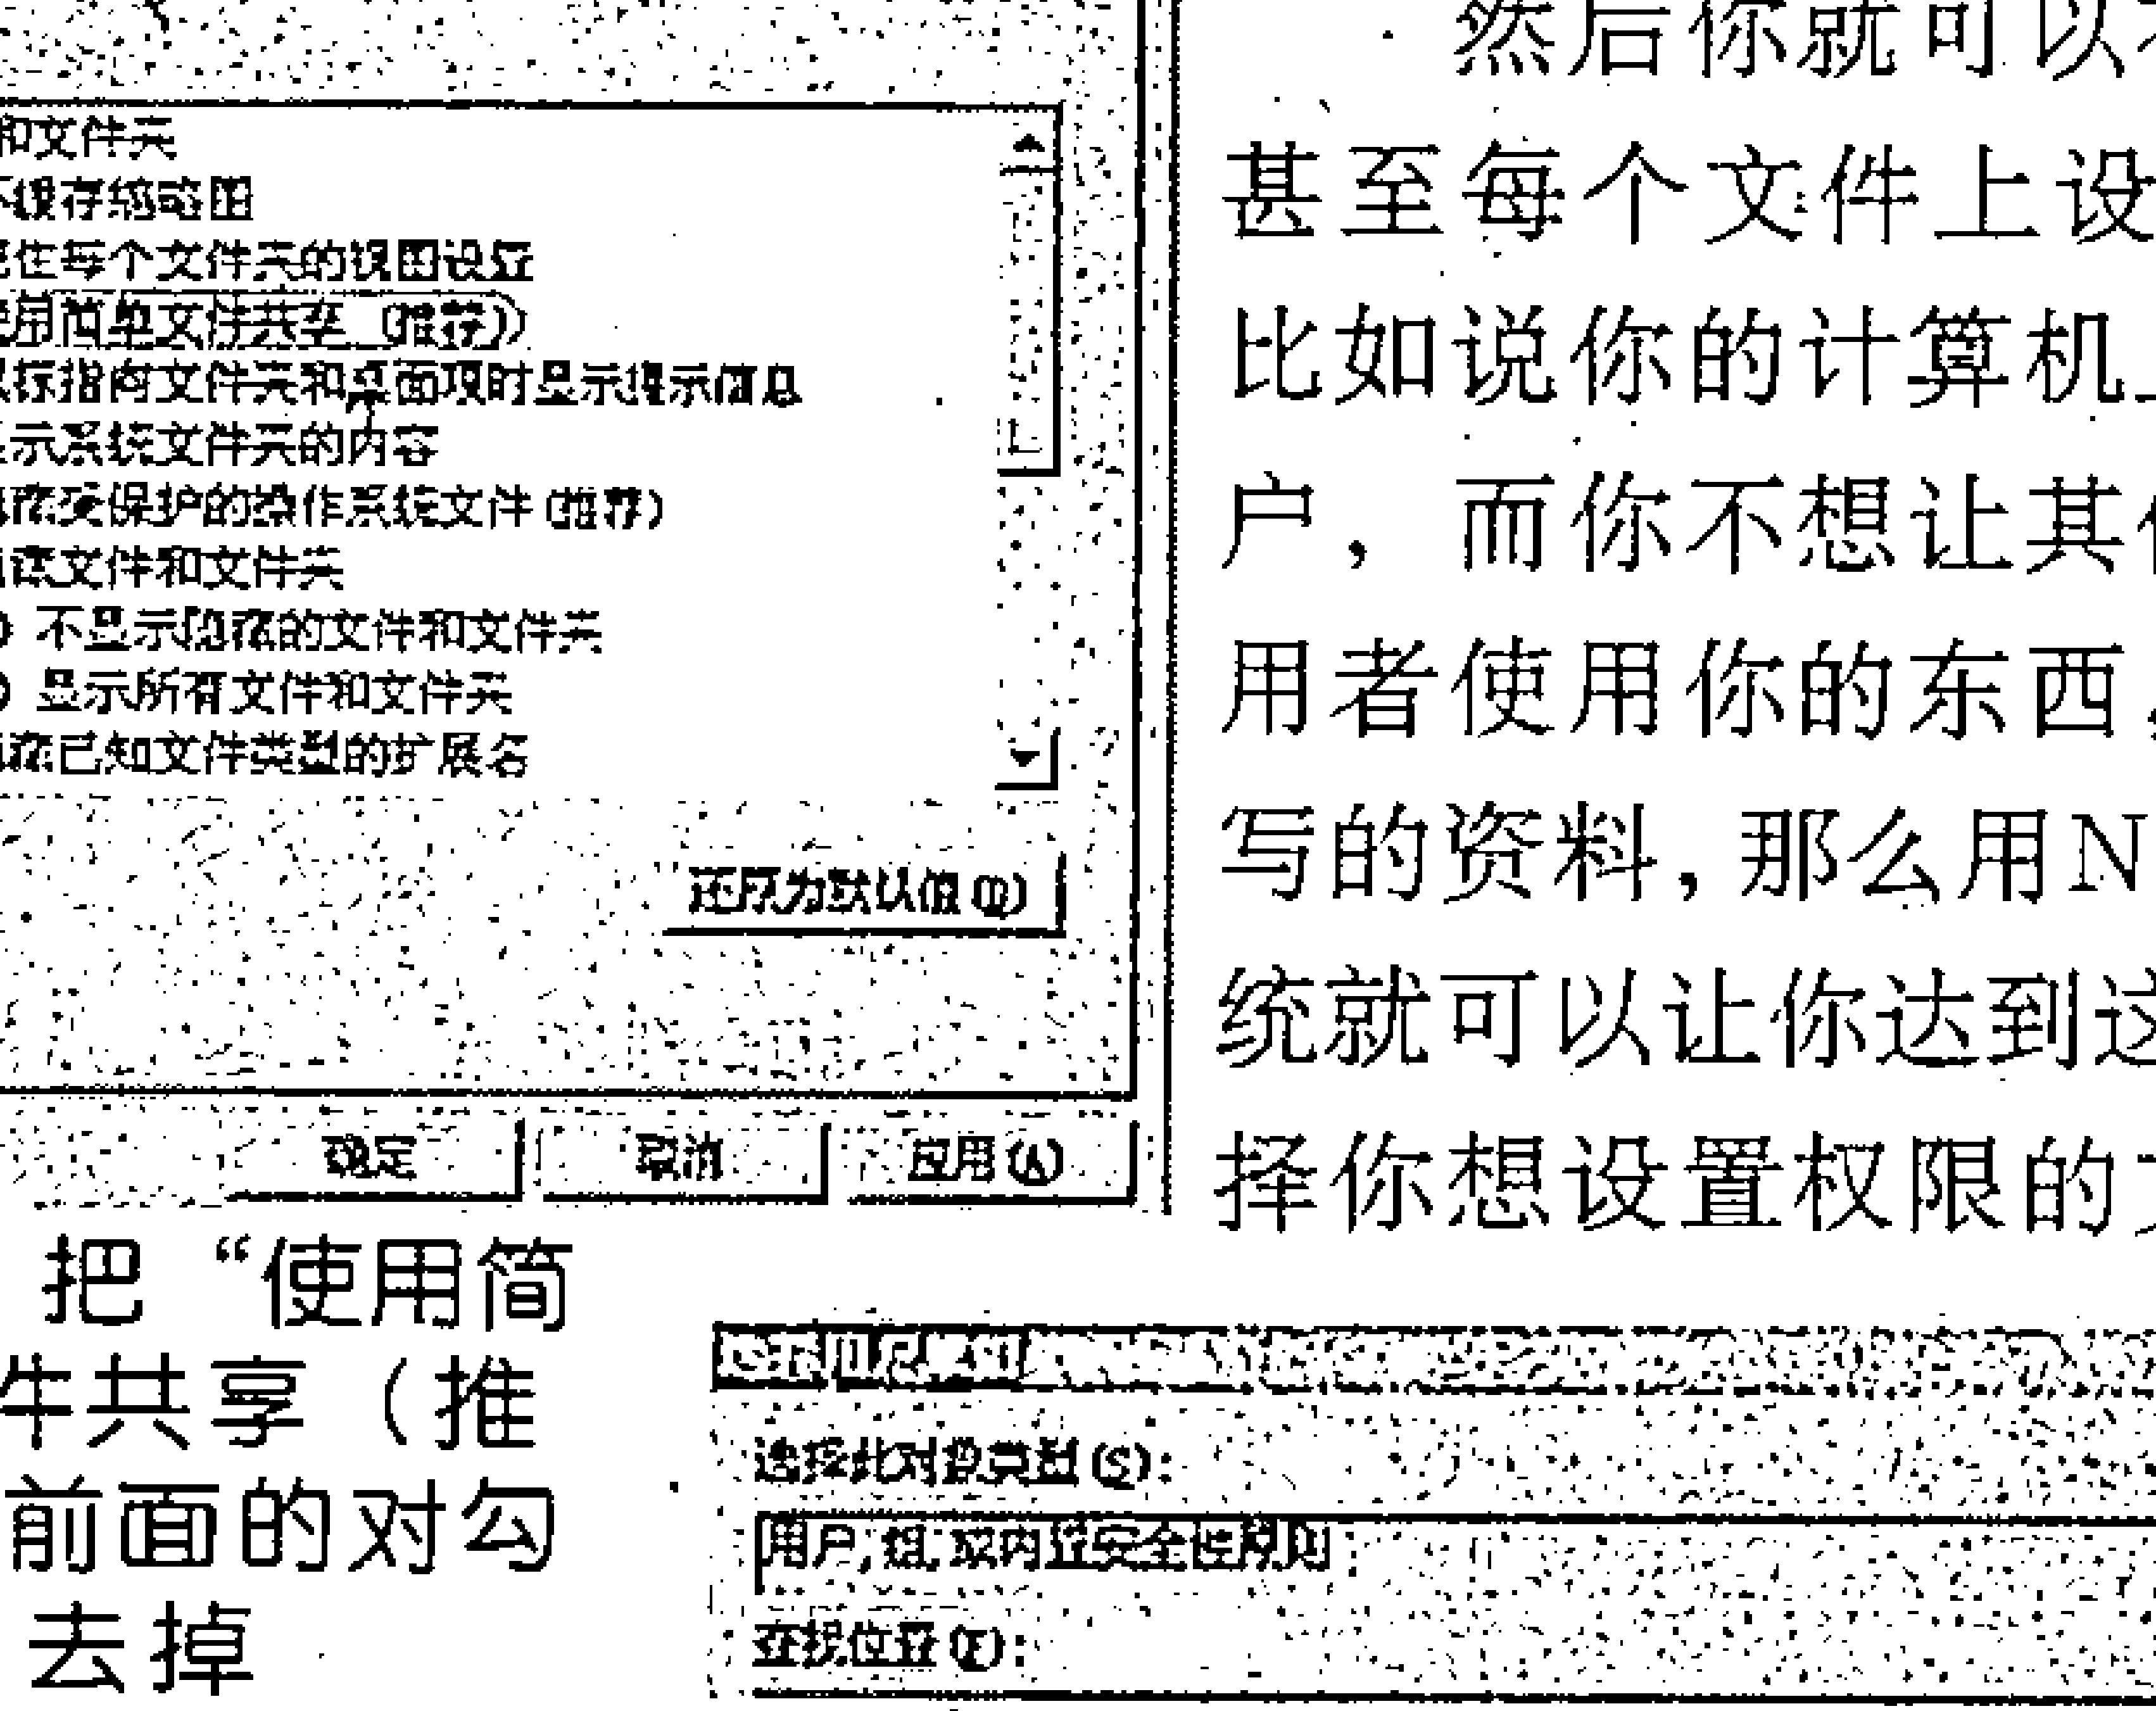 和文件夹
不缓存缩略图
记住每个文件夹的视图设置
使用简单文件共享 (推荐)
鼠标指向文件夹和桌面项时显示提示信息
显示系统文件夹的内容
隐藏受保护的操作系统文件(推荐)
隐藏文件和文件夹
不显示隐藏的文件和文件夹
显示所有文件和文件夹
隐藏已知文件类型的扩展名
还原为默认值(D)
确定 取消 应用(A)
把“使用简
件共享（推
前面的对勾
去掉
然后你就可以
甚至每个文件上设
比如说你的计算机上
户，而你不想让其
用者使用你的东西，
写的资料，那么用N
统就可以让你达到这
择你想设置权限的文
选择此对象类型(S):
用户,组,或内置安全性原则
查找位置(F):